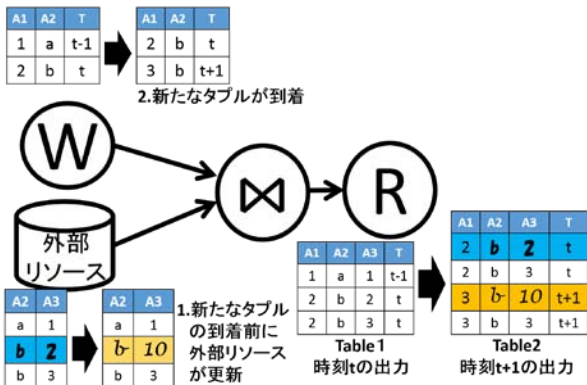 A1 A2 T
1 a t-1
2 b t
A1 A2 T
2 b t
3 b t+1
2.新たなタプルが到着
W
⋈
R
外部
リソース
A2 A3
a 1
b 2
b 3
A2 A3
a 1
b 10
b 3
1.新たなタプル
の到着前に
外部リソース
が更新
A1 A2 A3 T
1 a 1 t-1
2 b 2 t
2 b 3 t
Table1
時刻tの出力
A1 A2 A3 T
2 b 2 t
2 b 3 t
3 b 10 t+1
3 b 3 t+1
Table2
時刻t+1の出力